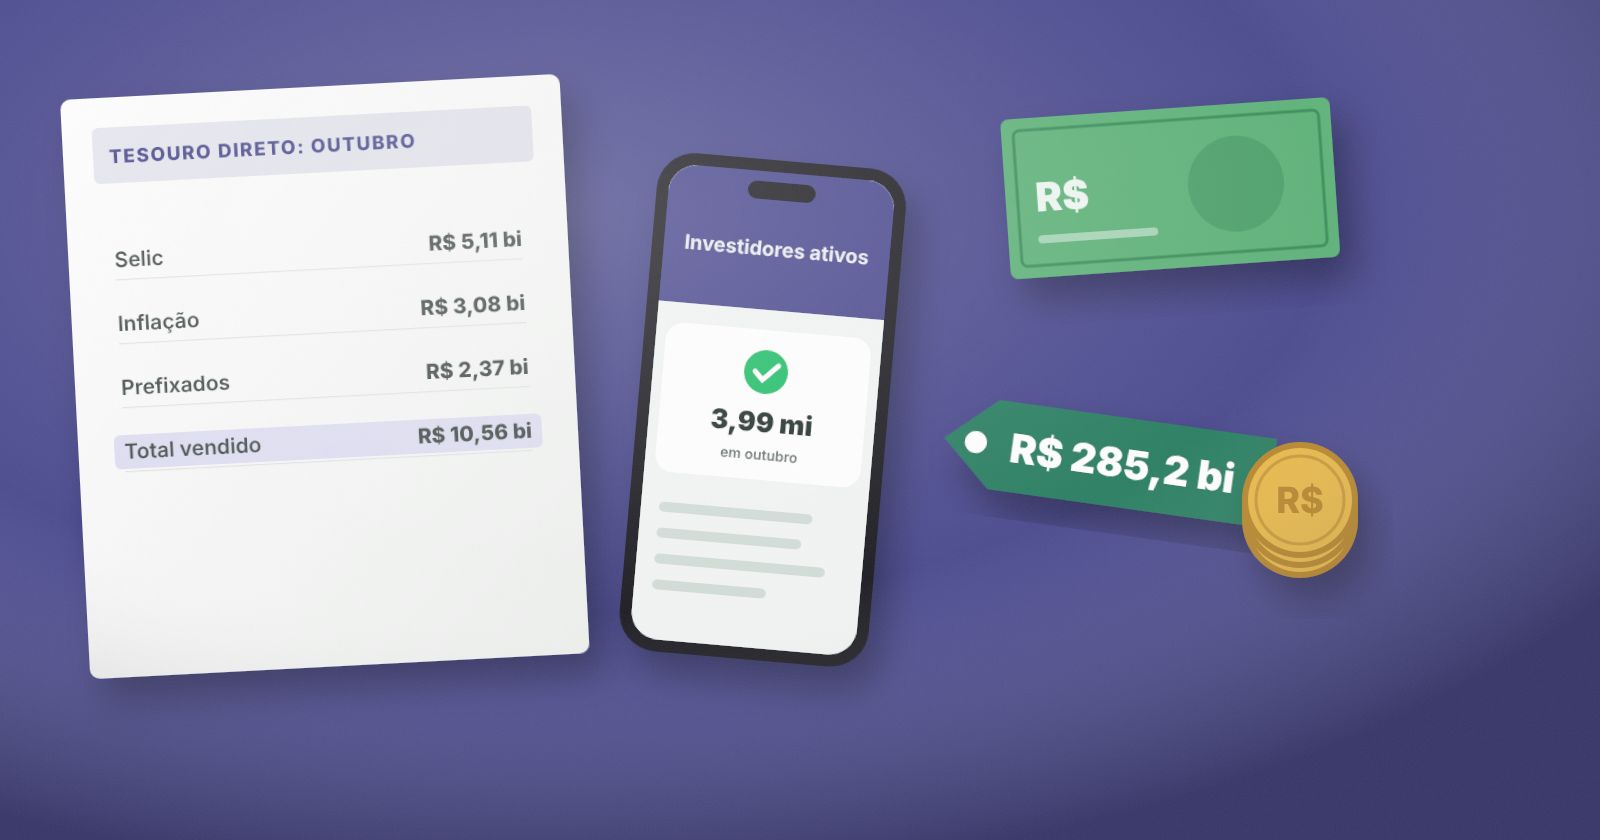 TESOURO DIRETO: OUTUBRO
Selic R$ 5,11 bi
Inflação R$ 3,08 bi
Prefixados R$ 2,37 bi
Total vendido R$ 10,56 bi
Investidores ativos
3,99 mi
em outubro
R$
R$ 285,2 bi
R$